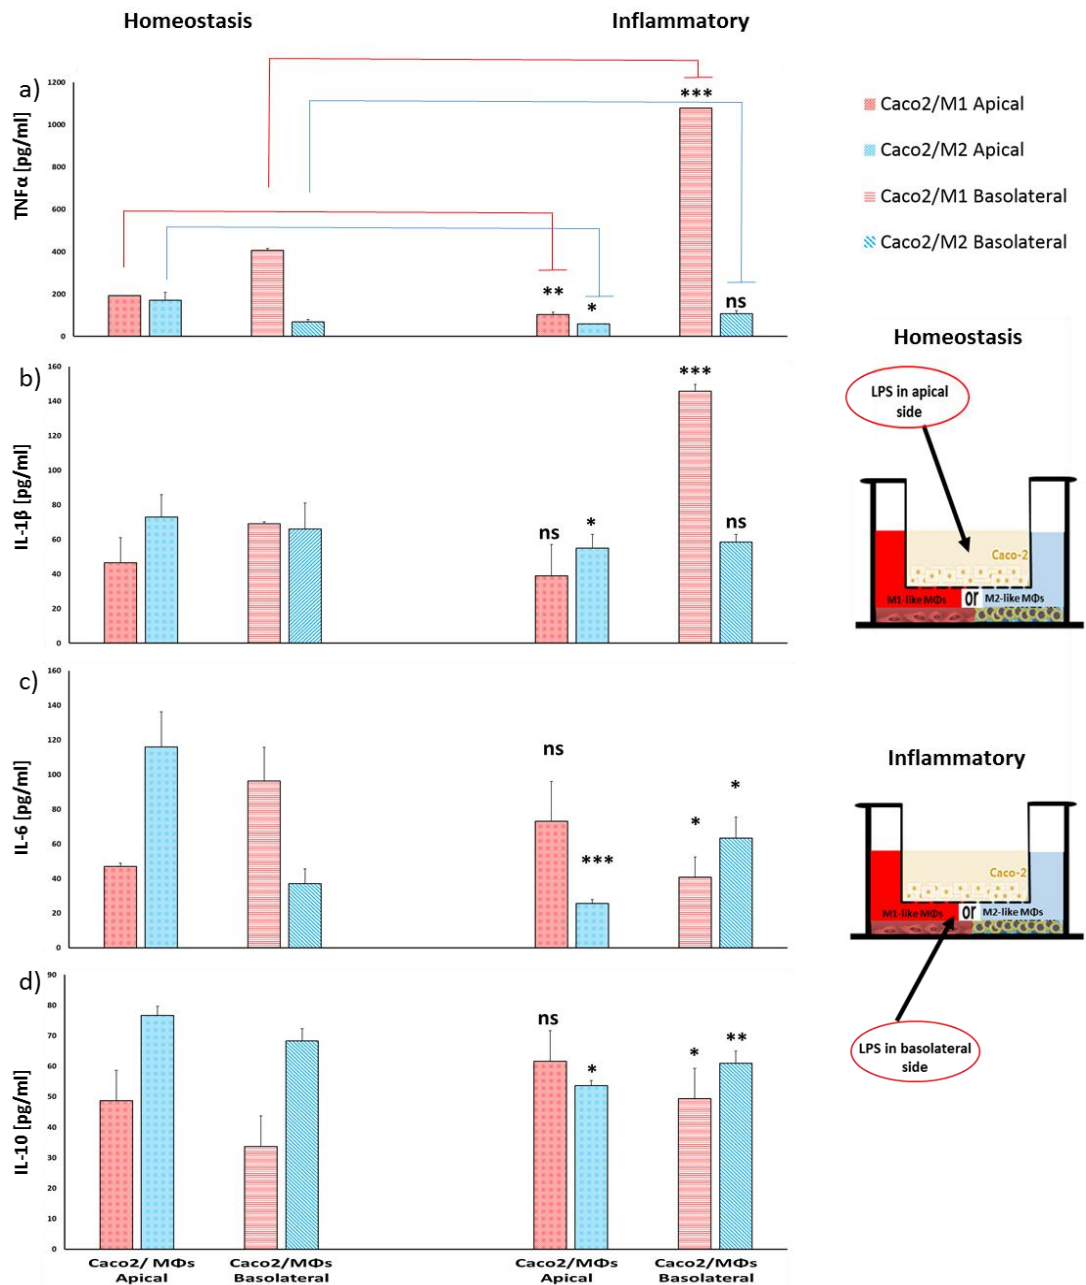 Homeostasis
Inflammatory
a)
TNFα [pg/ml]
1200
1000
800
600
400
200
0
**
*
***
ns
Caco2/M1 Apical
Caco2/M2 Apical
Caco2/M1 Basolateral
Caco2/M2 Basolateral
b)
IL-1β [pg/ml]
160
140
120
100
80
60
40
20
0
ns
*
***
ns
Homeostasis
LPS in apical
side
Caco-2
M1-like MΦs
or
M2-like MΦs
c)
IL-6 [pg/ml]
160
140
120
100
80
60
40
20
0
ns
***
*
*
Inflammatory
Caco-2
M1-like MΦs
or
M2-like MΦs
LPS in basolateral
side
d)
IL-10 [pg/ml]
90
80
70
60
50
40
30
20
10
0
ns
*
*
**
Caco2/ MΦs
Apical
Caco2/MΦs
Basolateral
Caco2/MΦs
Apical
Caco2/MΦs
Basolateral